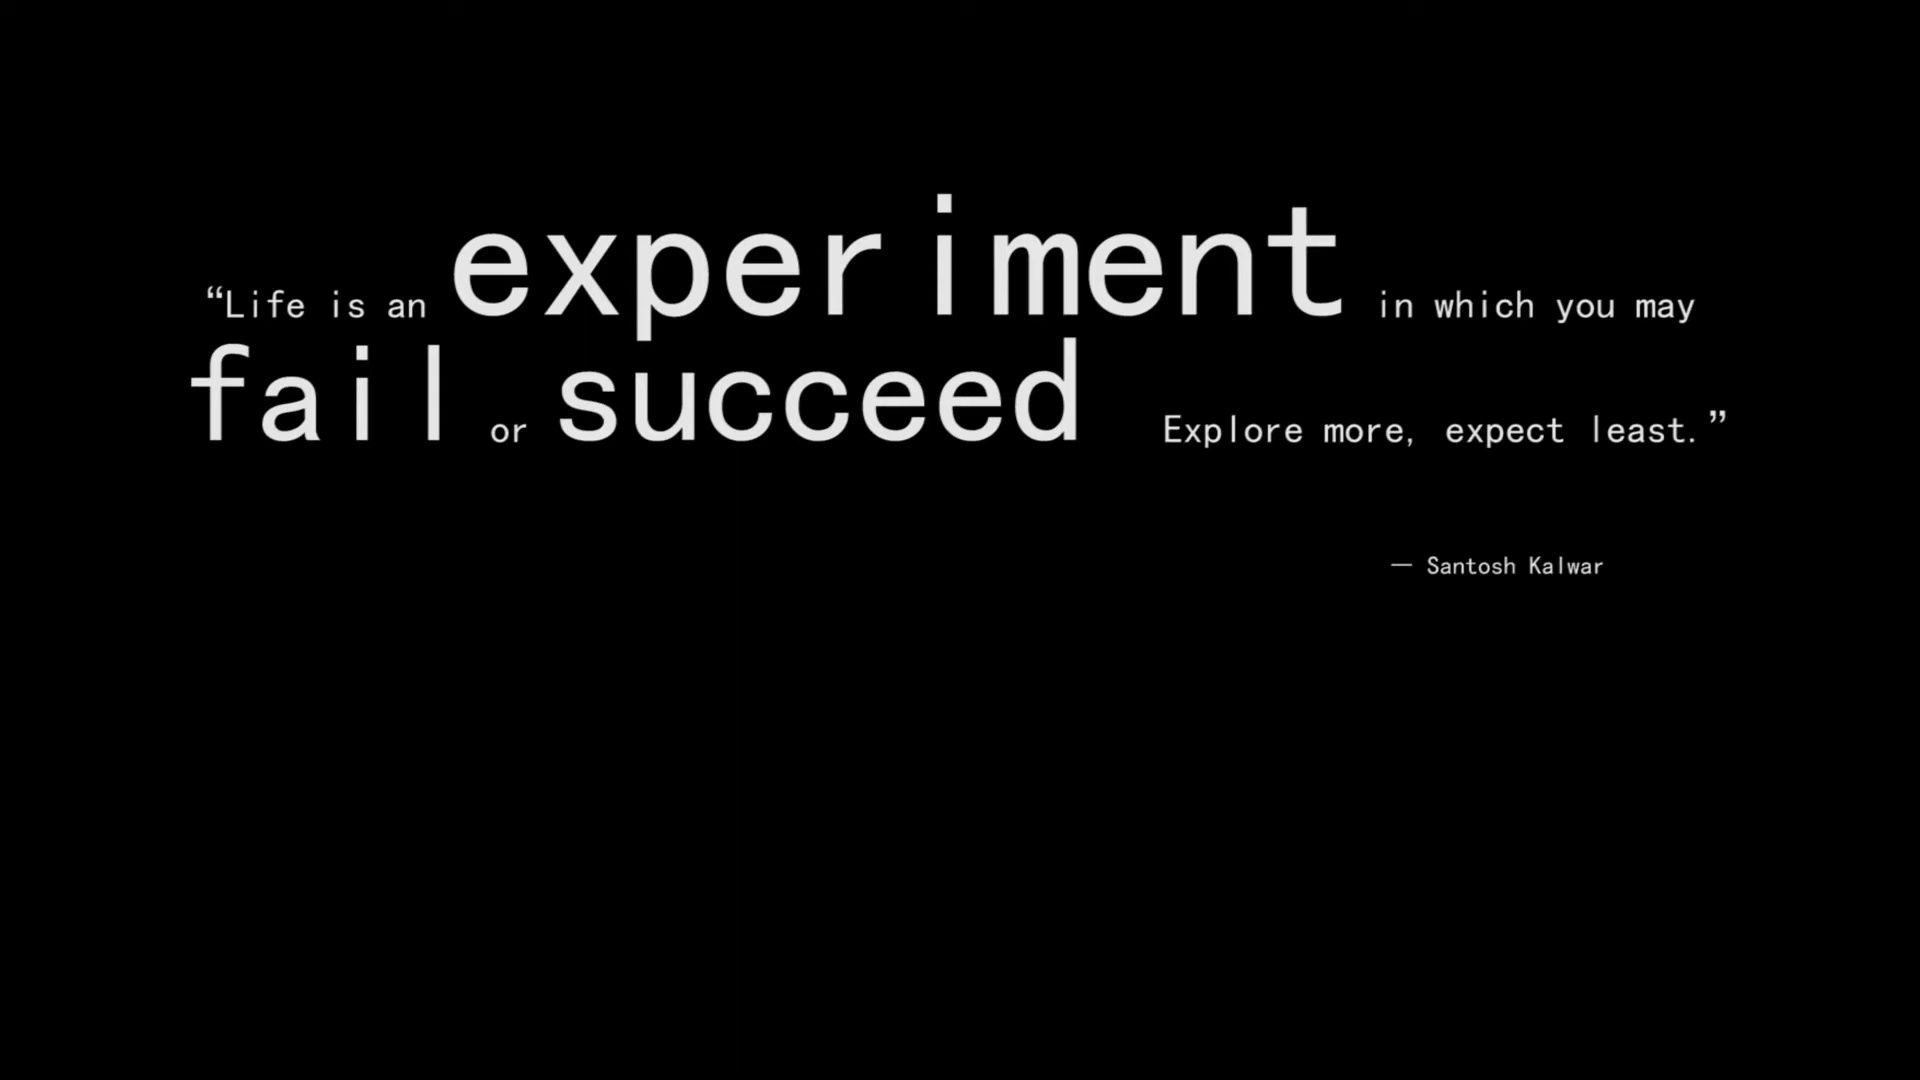 “Life is an experiment in which you may
fail or succeed Explore more, expect least.”
— Santosh Kalwar